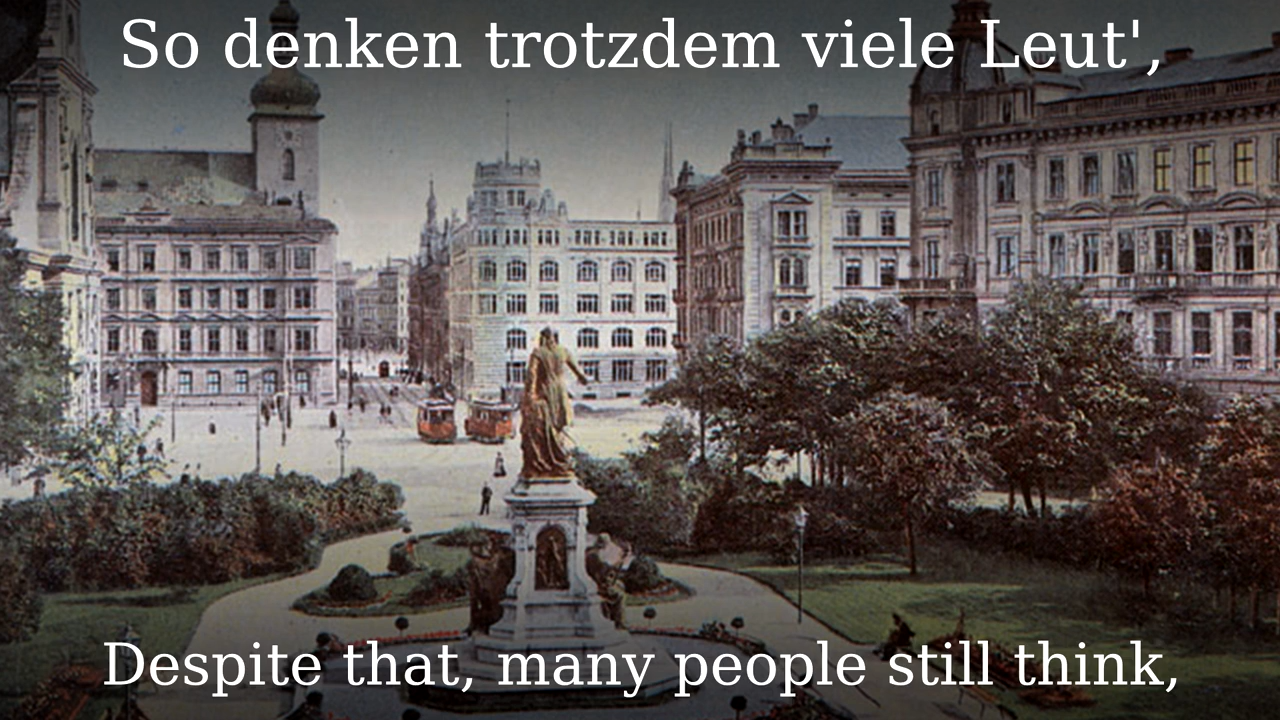 So denken trotzdem viele Leut',
Despite that, many people still think,